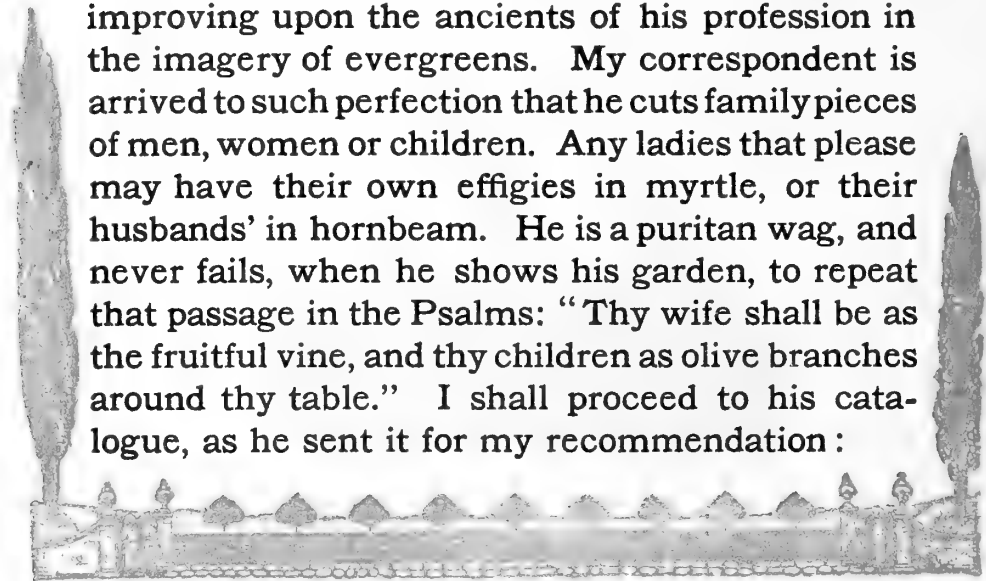 improving upon the ancients of his profession in
the imagery of evergreens. My correspondent is
arrived to such perfection that he cuts family pieces
of men, women or children. Any ladies that please
may have their own effigies in myrtle, or their
husbands' in hornbeam. He is a puritan wag, and
never fails, when he shows his garden, to repeat
that passage in the Psalms: "Thy wife shall be as
the fruitful vine, and thy children as olive branches
around thy table." I shall proceed to his cata-
logue, as he sent it for my recommendation: